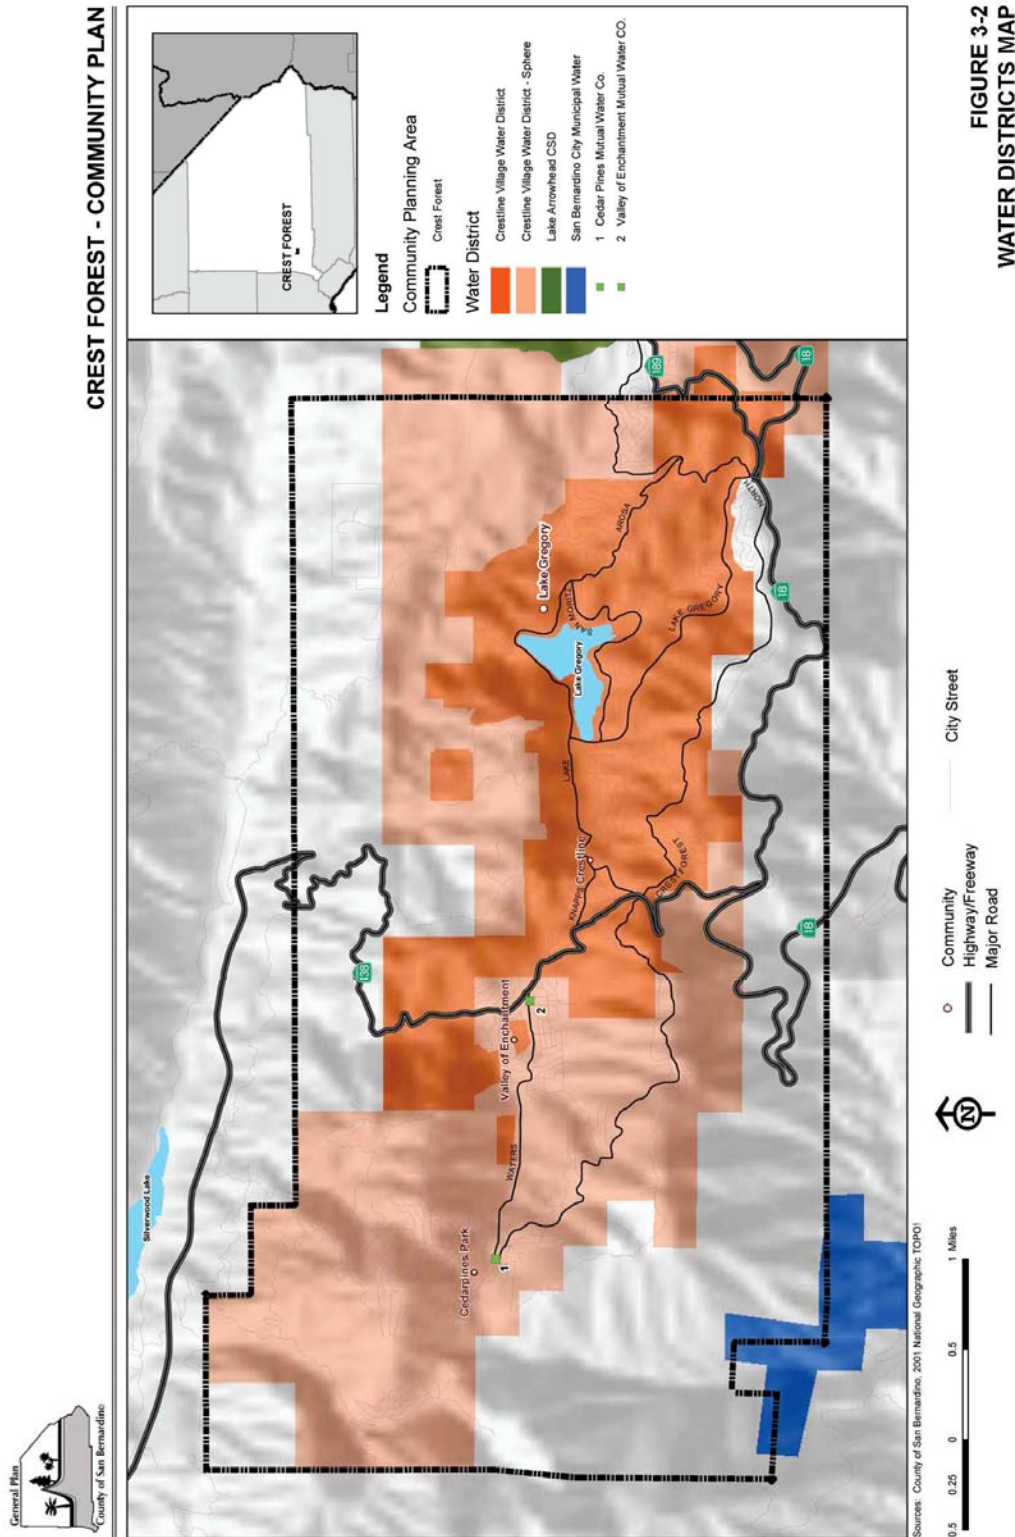 General Plan
County of San Bernardino
CREST FOREST - COMMUNITY PLAN
CREST FOREST
Legend
Community Planning Area
Crest Forest
Water District
Crestline Village Water District
Crestline Village Water District - Sphere
Lake Arrowhead CSD
San Bernardino City Municipal Water
1 Cedar Pines Mutual Water Co.
2 Valley of Enchantment Mutual Water CO.
Silverwood Lake
138
Cedarpines Park
1
WATERS
Valley of Enchantment
2
KNAPPS
Crestline
LAKE
CREST FOREST
Lake Gregory
Lake Gregory
SAN MORITZ
AROSA
LAKE GREGORY
NORTH
189
18
18
18
Sources: County of San Bernardino, 2001 National Geographic TOPO!
0.5
0.25
0
0.5
1 Miles
N
Community
Highway/Freeway
Major Road
City Street
FIGURE 3-2
WATER DISTRICTS MAP